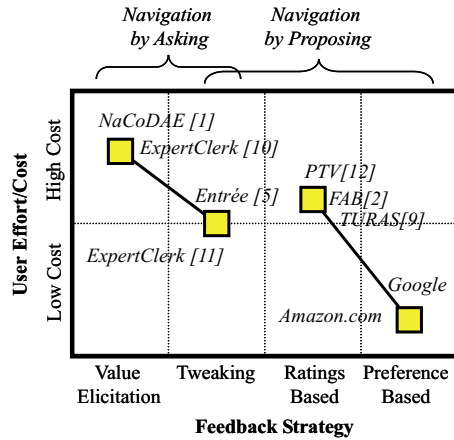 Navigation
by Asking
Navigation
by Proposing
User Effort/Cost
High Cost
Low Cost
NaCoDAE [1]
ExpertClerk [10]
PTV[12]
Entrée [5]
FAB[2]
TURAS[9]
ExpertClerk [11]
Google
Amazon.com
Value
Elicitation
Tweaking
Ratings
Based
Preference
Based
Feedback Strategy